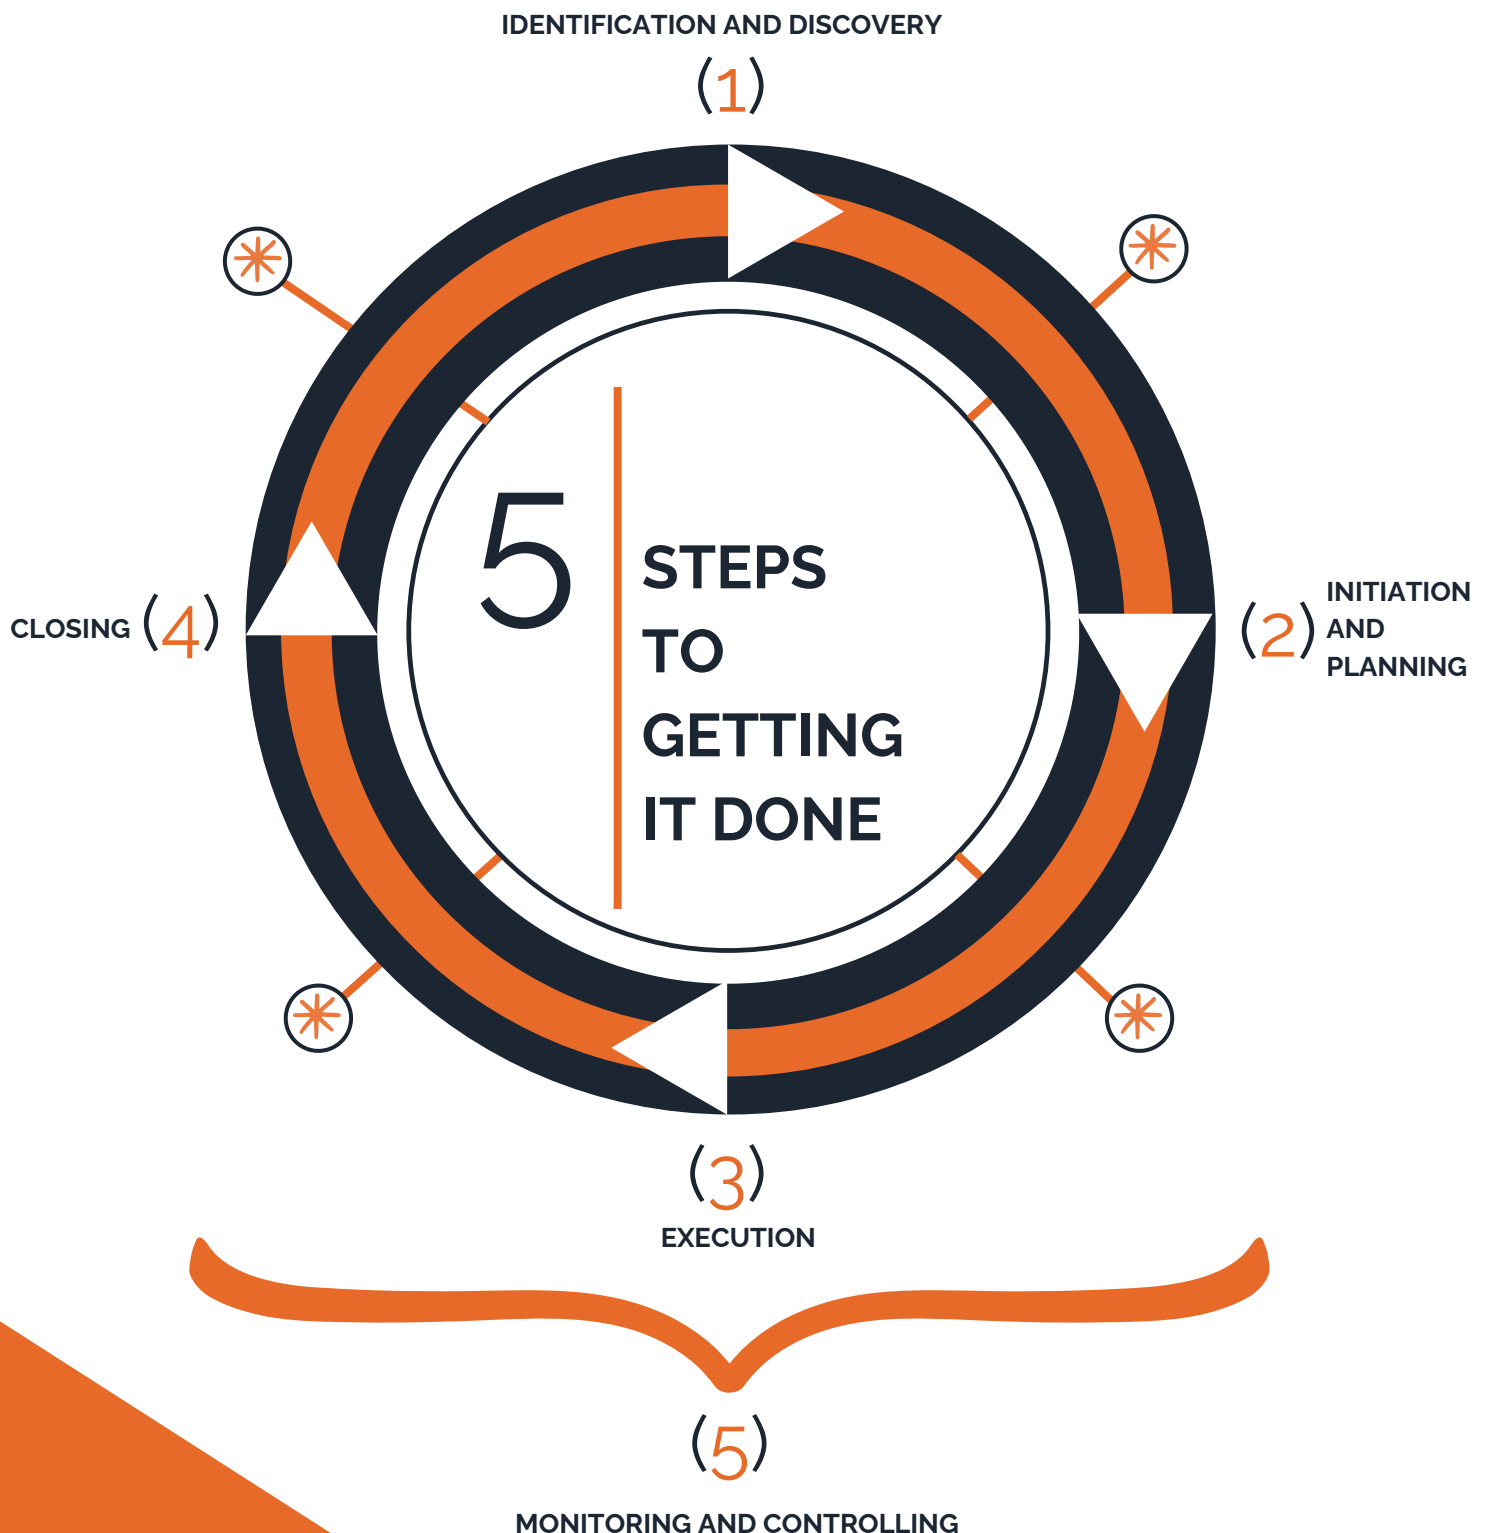 IDENTIFICATION AND DISCOVERY
(1)
5
STEPS
TO
GETTING
IT DONE
(2)
INITIATION
AND
PLANNING
CLOSING (4)
(3)
EXECUTION
(5)
MONITORING AND CONTROLLING